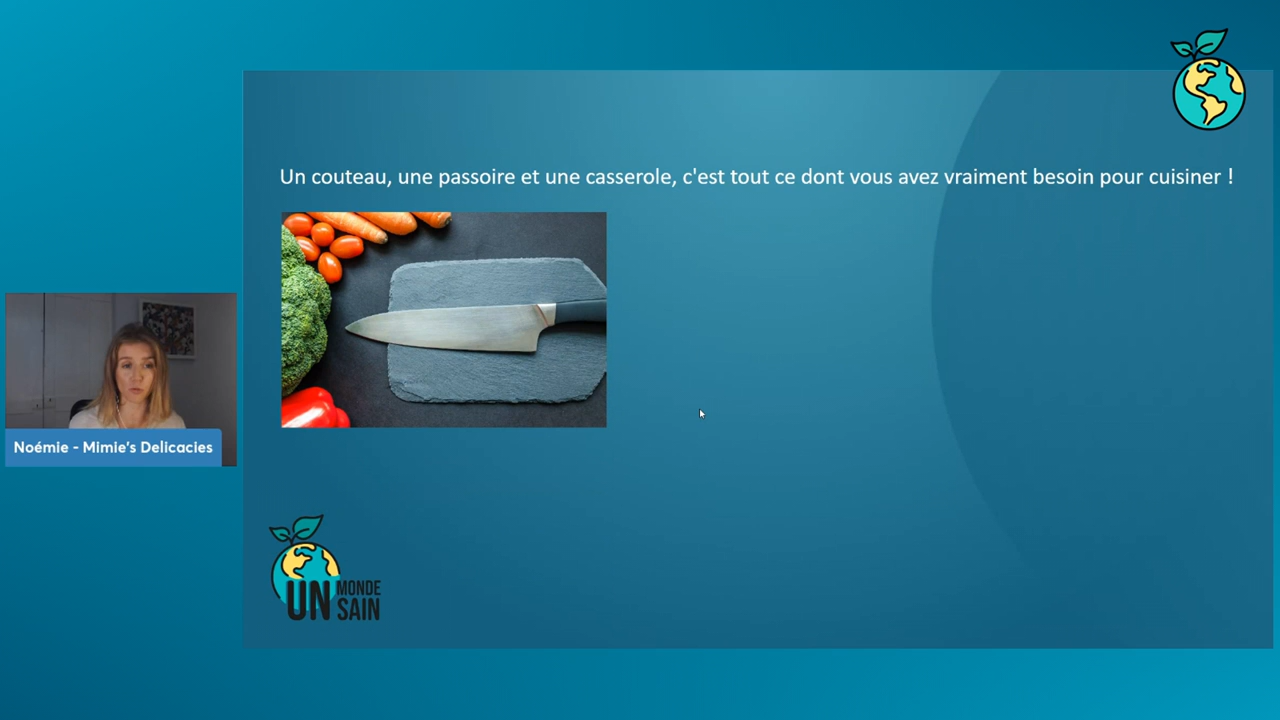 Un couteau, une passoire et une casserole, c'est tout ce dont vous avez vraiment besoin pour cuisiner !
Noémie - Mimie's Delicacies
UN MONDE
SAIN